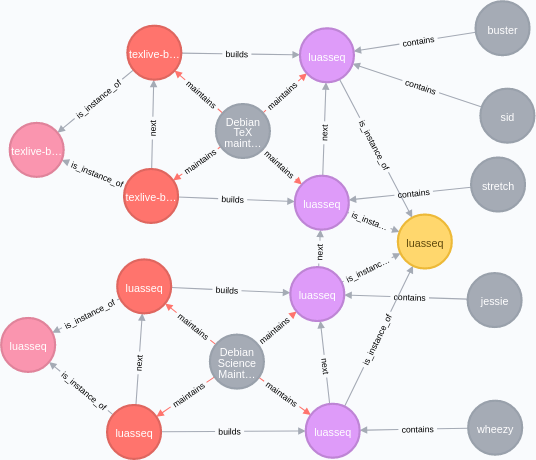 buster
texlive-b…
builds
luasseq
contains
is_instance_of
maintains
maintains
contains
sid
Debian
TeX
maint…
next
next
is_instance_of
texlive-b…
is_instance_of
maintains
maintains
texlive-b…
builds
luasseq
contains
stretch
is_insta…
luasseq
next
is_instanc…
luasseq
builds
luasseq
contains
jessie
is_instance_of
maintains
maintains
is_instance_of
luasseq
next
Debian
Science
Maint…
next
is_instance_of
maintains
maintains
luasseq
builds
luasseq
contains
wheezy